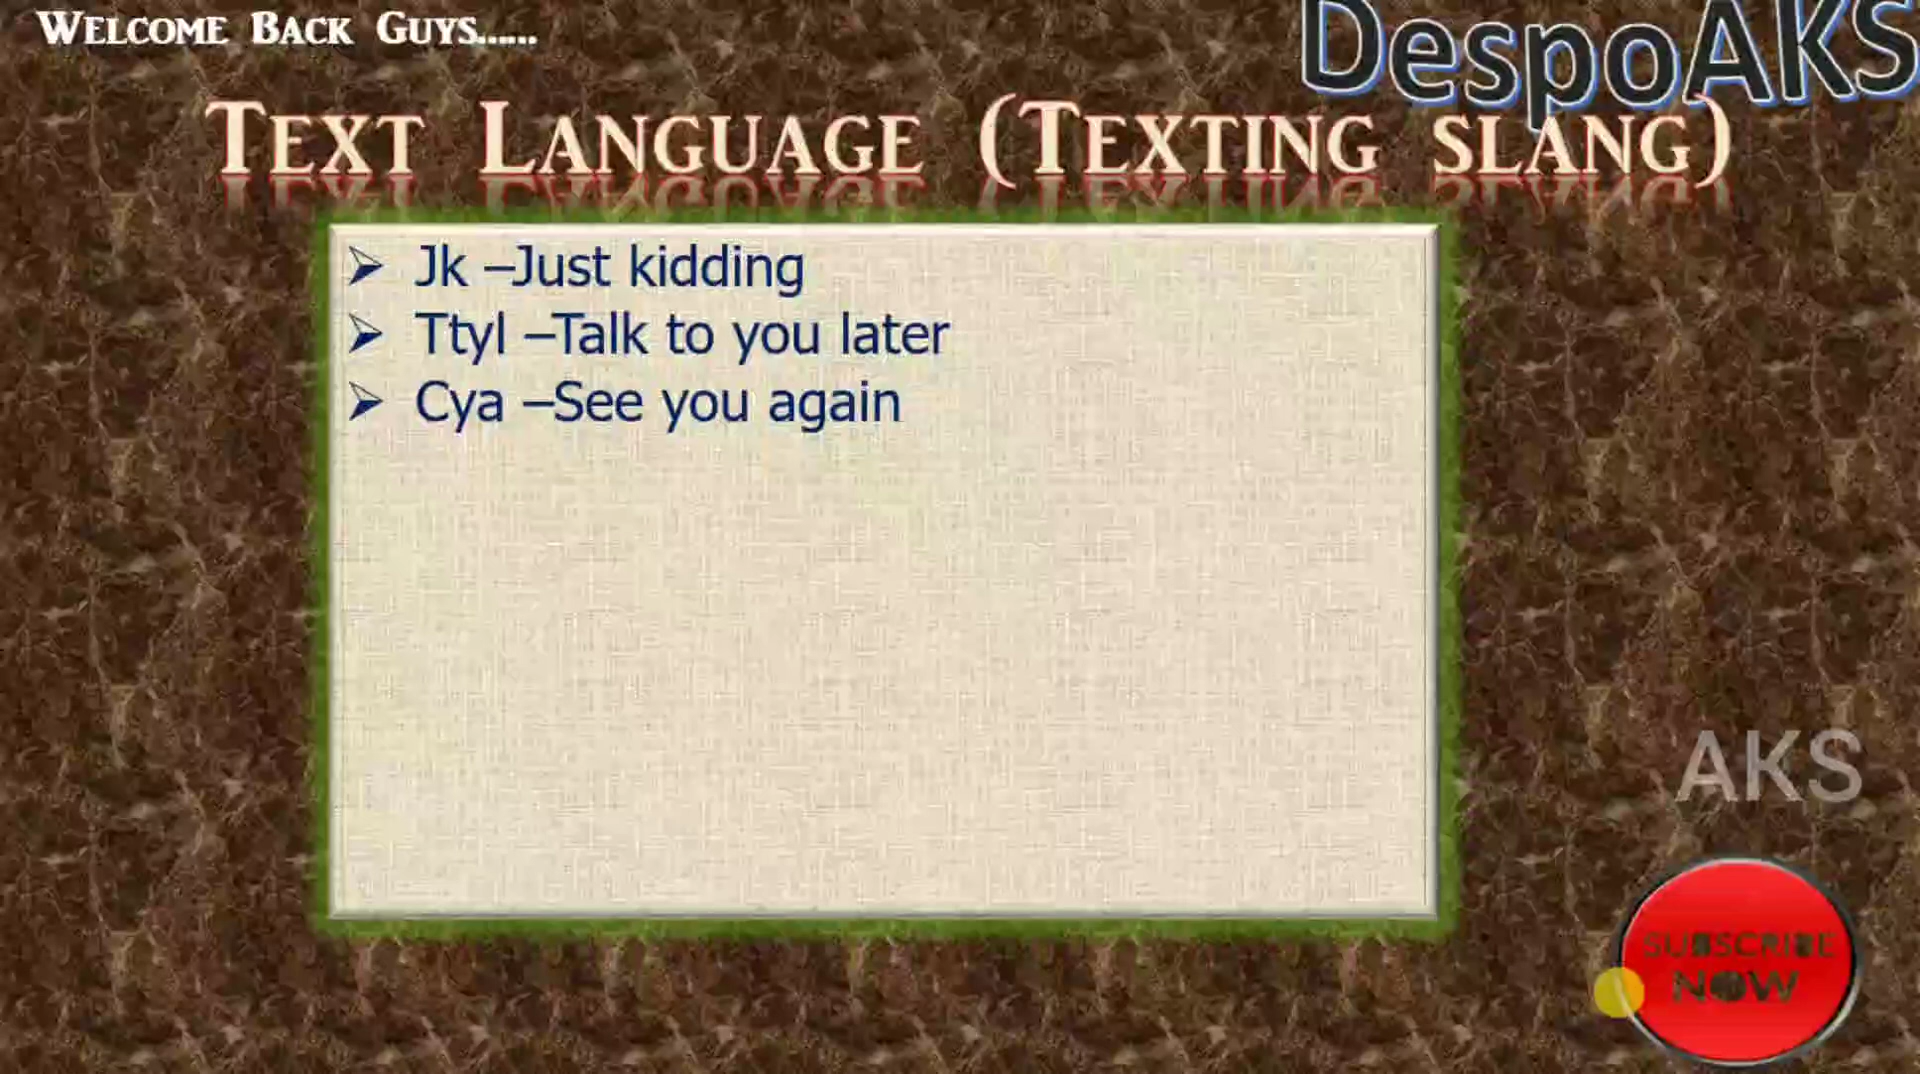 Welcome Back Guys......
DespoAKS
Text Language (Texting slang)
Jk –Just kidding
Ttyl –Talk to you later
Cya –See you again
AKS
SUBSCRIBE
NOW